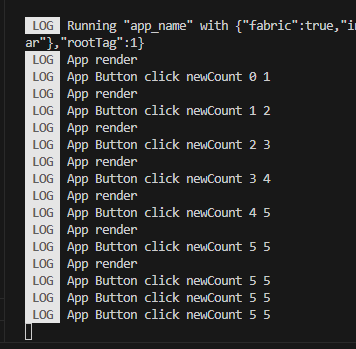 LOG Running "app_name" with {"fabric":true,"in
ar"},"rootTag":1}
LOG App render
LOG App Button click newCount 0 1
LOG App render
LOG App Button click newCount 1 2
LOG App render
LOG App Button click newCount 2 3
LOG App render
LOG App Button click newCount 3 4
LOG App render
LOG App Button click newCount 4 5
LOG App render
LOG App Button click newCount 5 5
LOG App render
LOG App Button click newCount 5 5
LOG App Button click newCount 5 5
LOG App Button click newCount 5 5